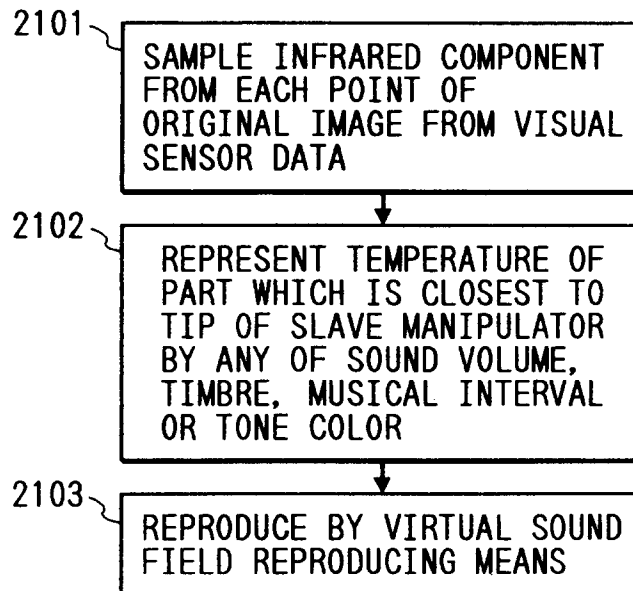 2101
SAMPLE INFRARED COMPONENT
FROM EACH POINT OF
ORIGINAL IMAGE FROM VISUAL
SENSOR DATA
2102
REPRESENT TEMPERATURE OF
PART WHICH IS CLOSEST TO
TIP OF SLAVE MANIPULATOR
BY ANY OF SOUND VOLUME,
TIMBRE, MUSICAL INTERVAL
OR TONE COLOR
2103
REPRODUCE BY VIRTUAL SOUND
FIELD REPRODUCING MEANS